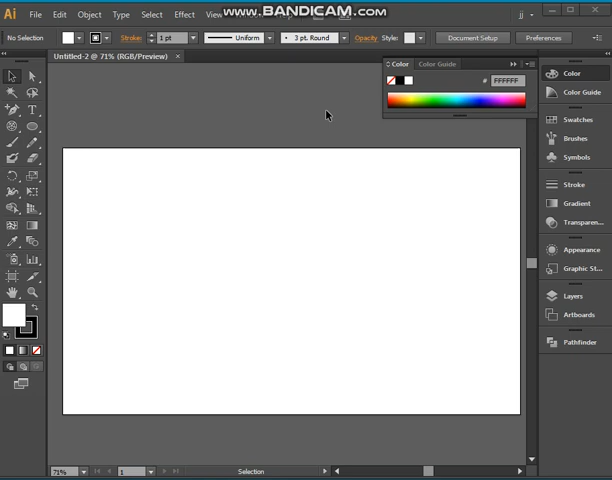 www.BANDICAM.com
Ai File Edit Object Type Select Effect jj
No Selection Stroke: 1 pt Uniform 3 pt. Round Opacity Style: Document Setup Preferences
Untitled-2 @ 71% (RGB/Preview) ×
Color Color Guide
# FFFFFF
Color
Color Guide
Swatches
Brushes
Symbols
Stroke
Gradient
Transparen...
Appearance
Graphic St...
Layers
Artboards
Pathfinder
71% 1 Selection